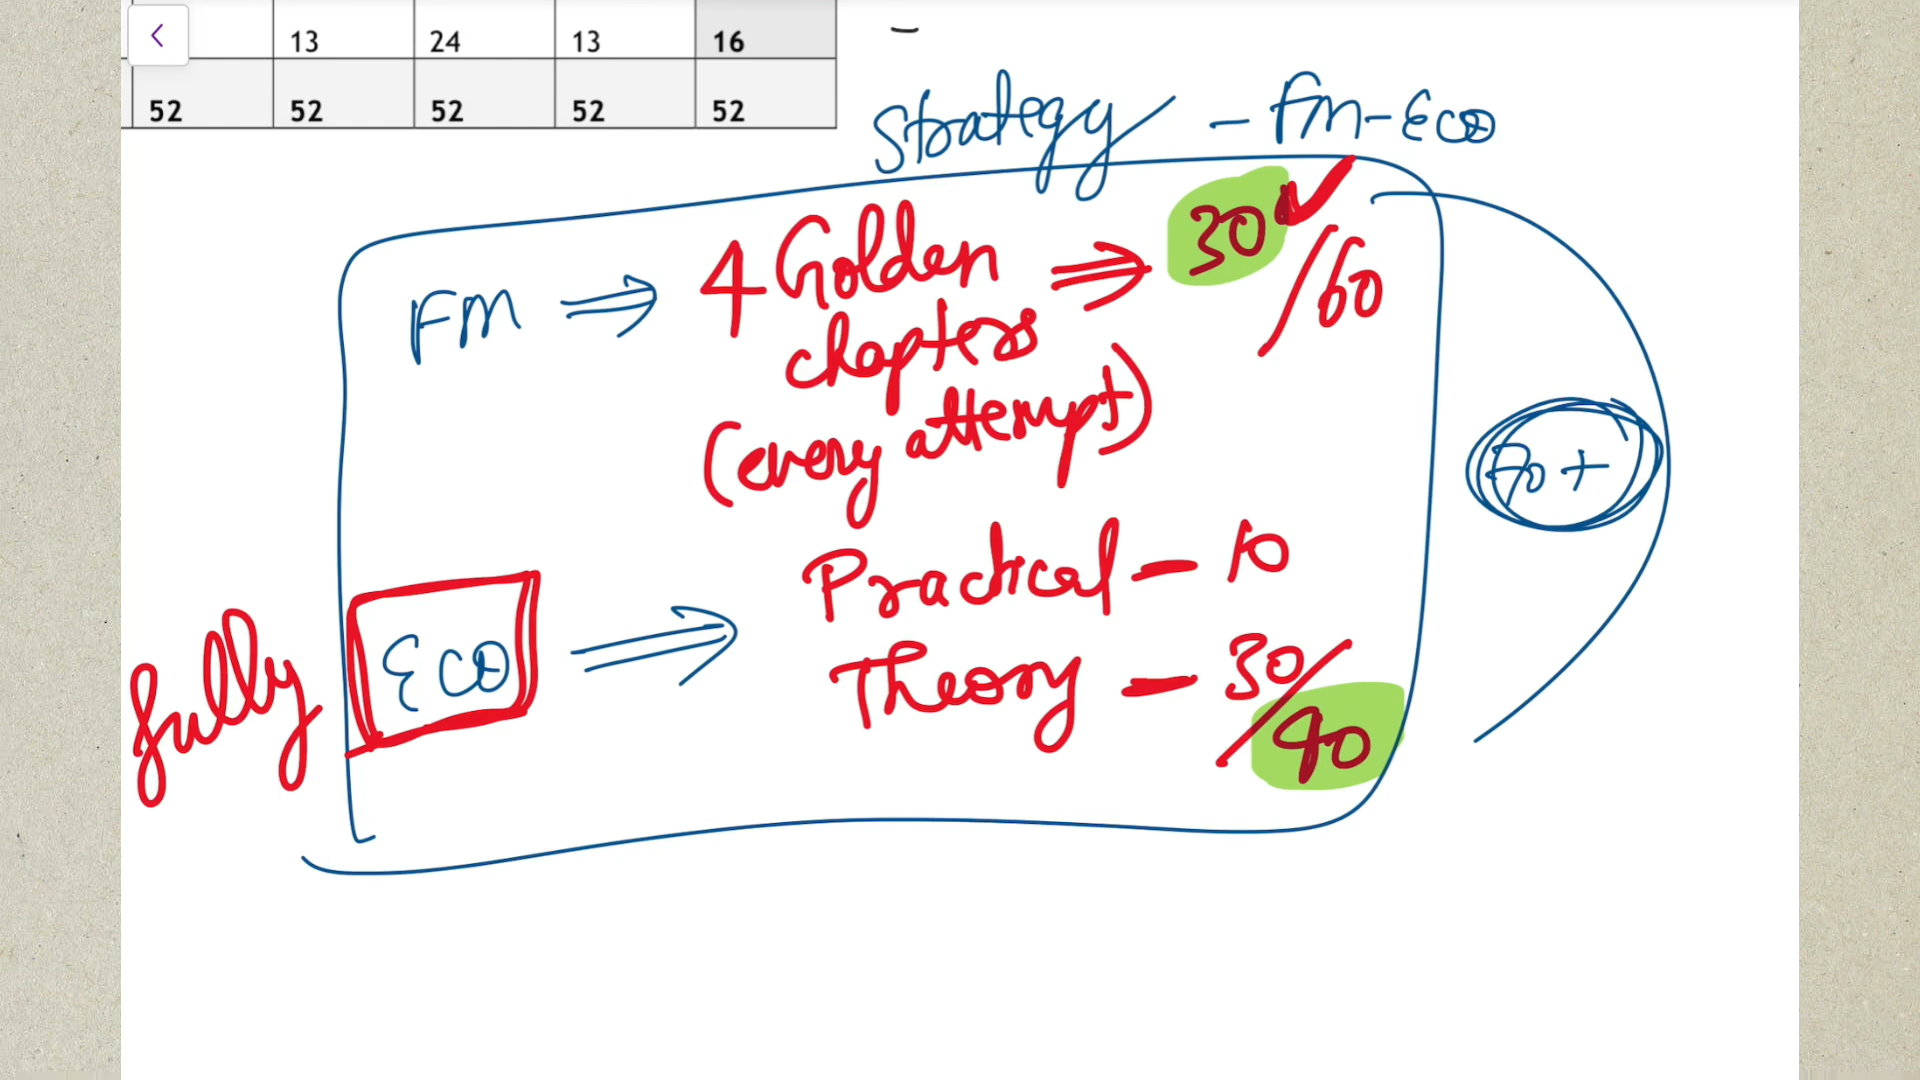 13 24 13 16
52 52 52 52 52
Strategy - FM-Eco
FM ⇒ 4 Golden ⇒ 30 ✓ /60
chapters
(every attempt)
70+
Practical - 10
fully Eco ⇒ Theory - 30/40